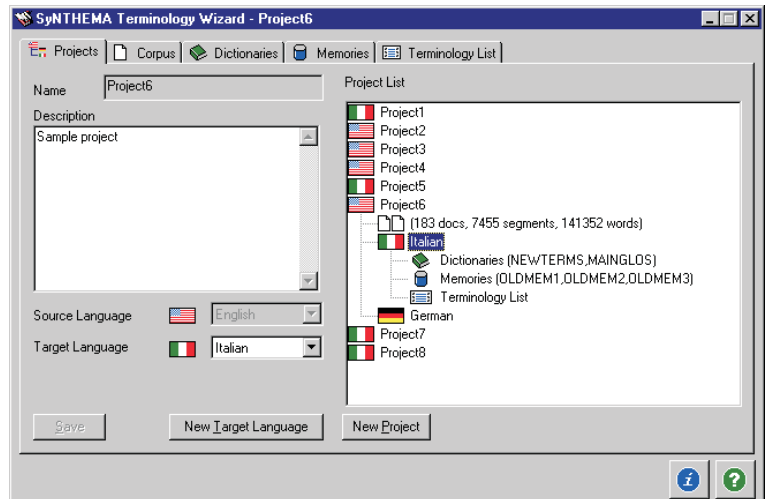 SyNTHEMA Terminology Wizard - Project6
Projects Corpus Dictionaries Memories Terminology List
Name Project6
Description
Sample project
Source Language English
Target Language Italian
Save New Target Language
Project List
Project1
Project2
Project3
Project4
Project5
Project6
(183 docs, 7455 segments, 141352 words)
Italian
Dictionaries (NEWTERMS,MAINGLOS)
Memories (OLDMEM1,OLDMEM2,OLDMEM3)
Terminology List
German
Project7
Project8
New Project